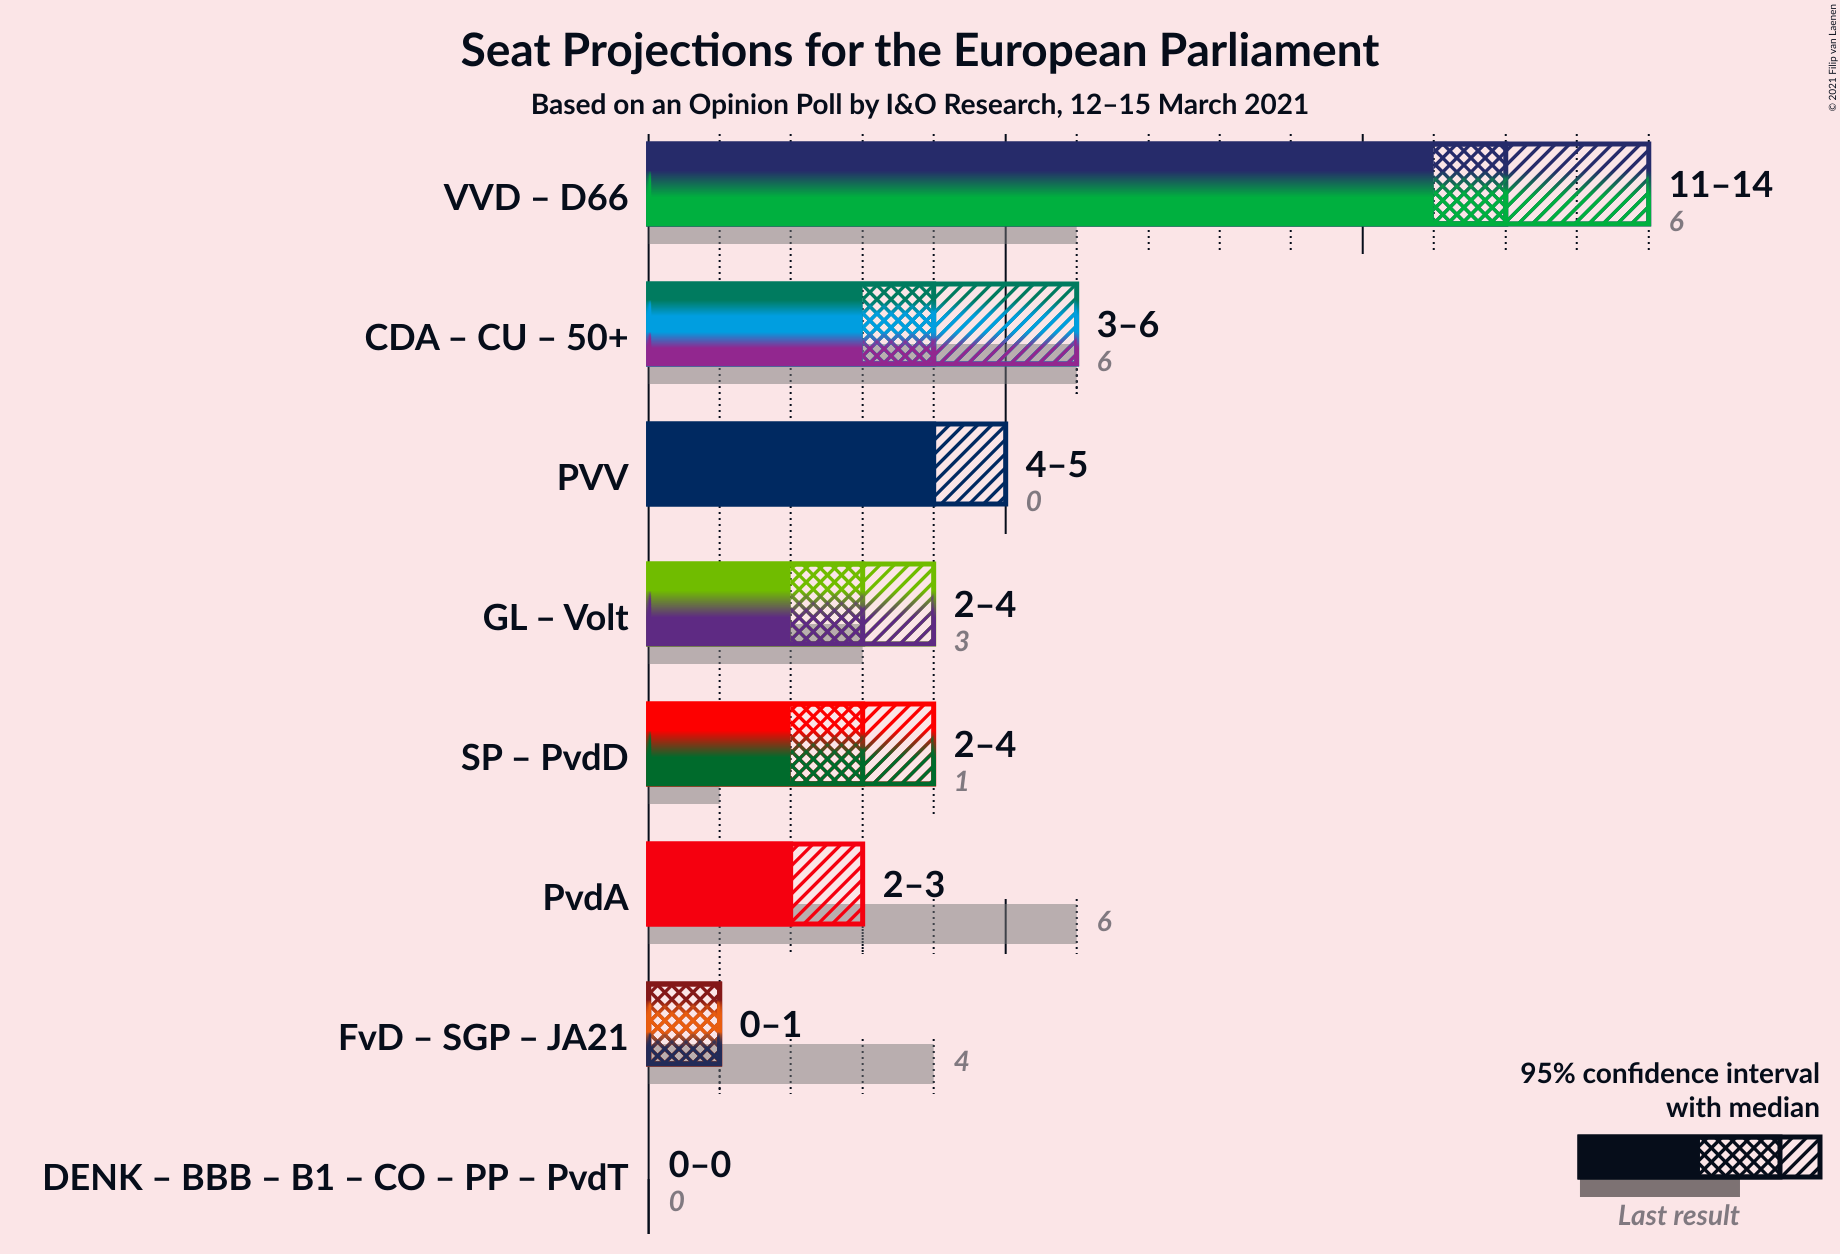 Seat Projections for the European Parliament
Based on an Opinion Poll by I&O Research, 12–15 March 2021
© 2021 Filip van Laenen
VVD – D66
11–14
6
CDA – CU – 50+
3–6
6
PVV
4–5
0
GL – Volt
2–4
3
SP – PvdD
2–4
1
PvdA
2–3
6
FvD – SGP – JA21
0–1
4
DENK – BBB – B1 – CO – PP – PvdT
0–0
0
95% confidence interval
with median
Last result